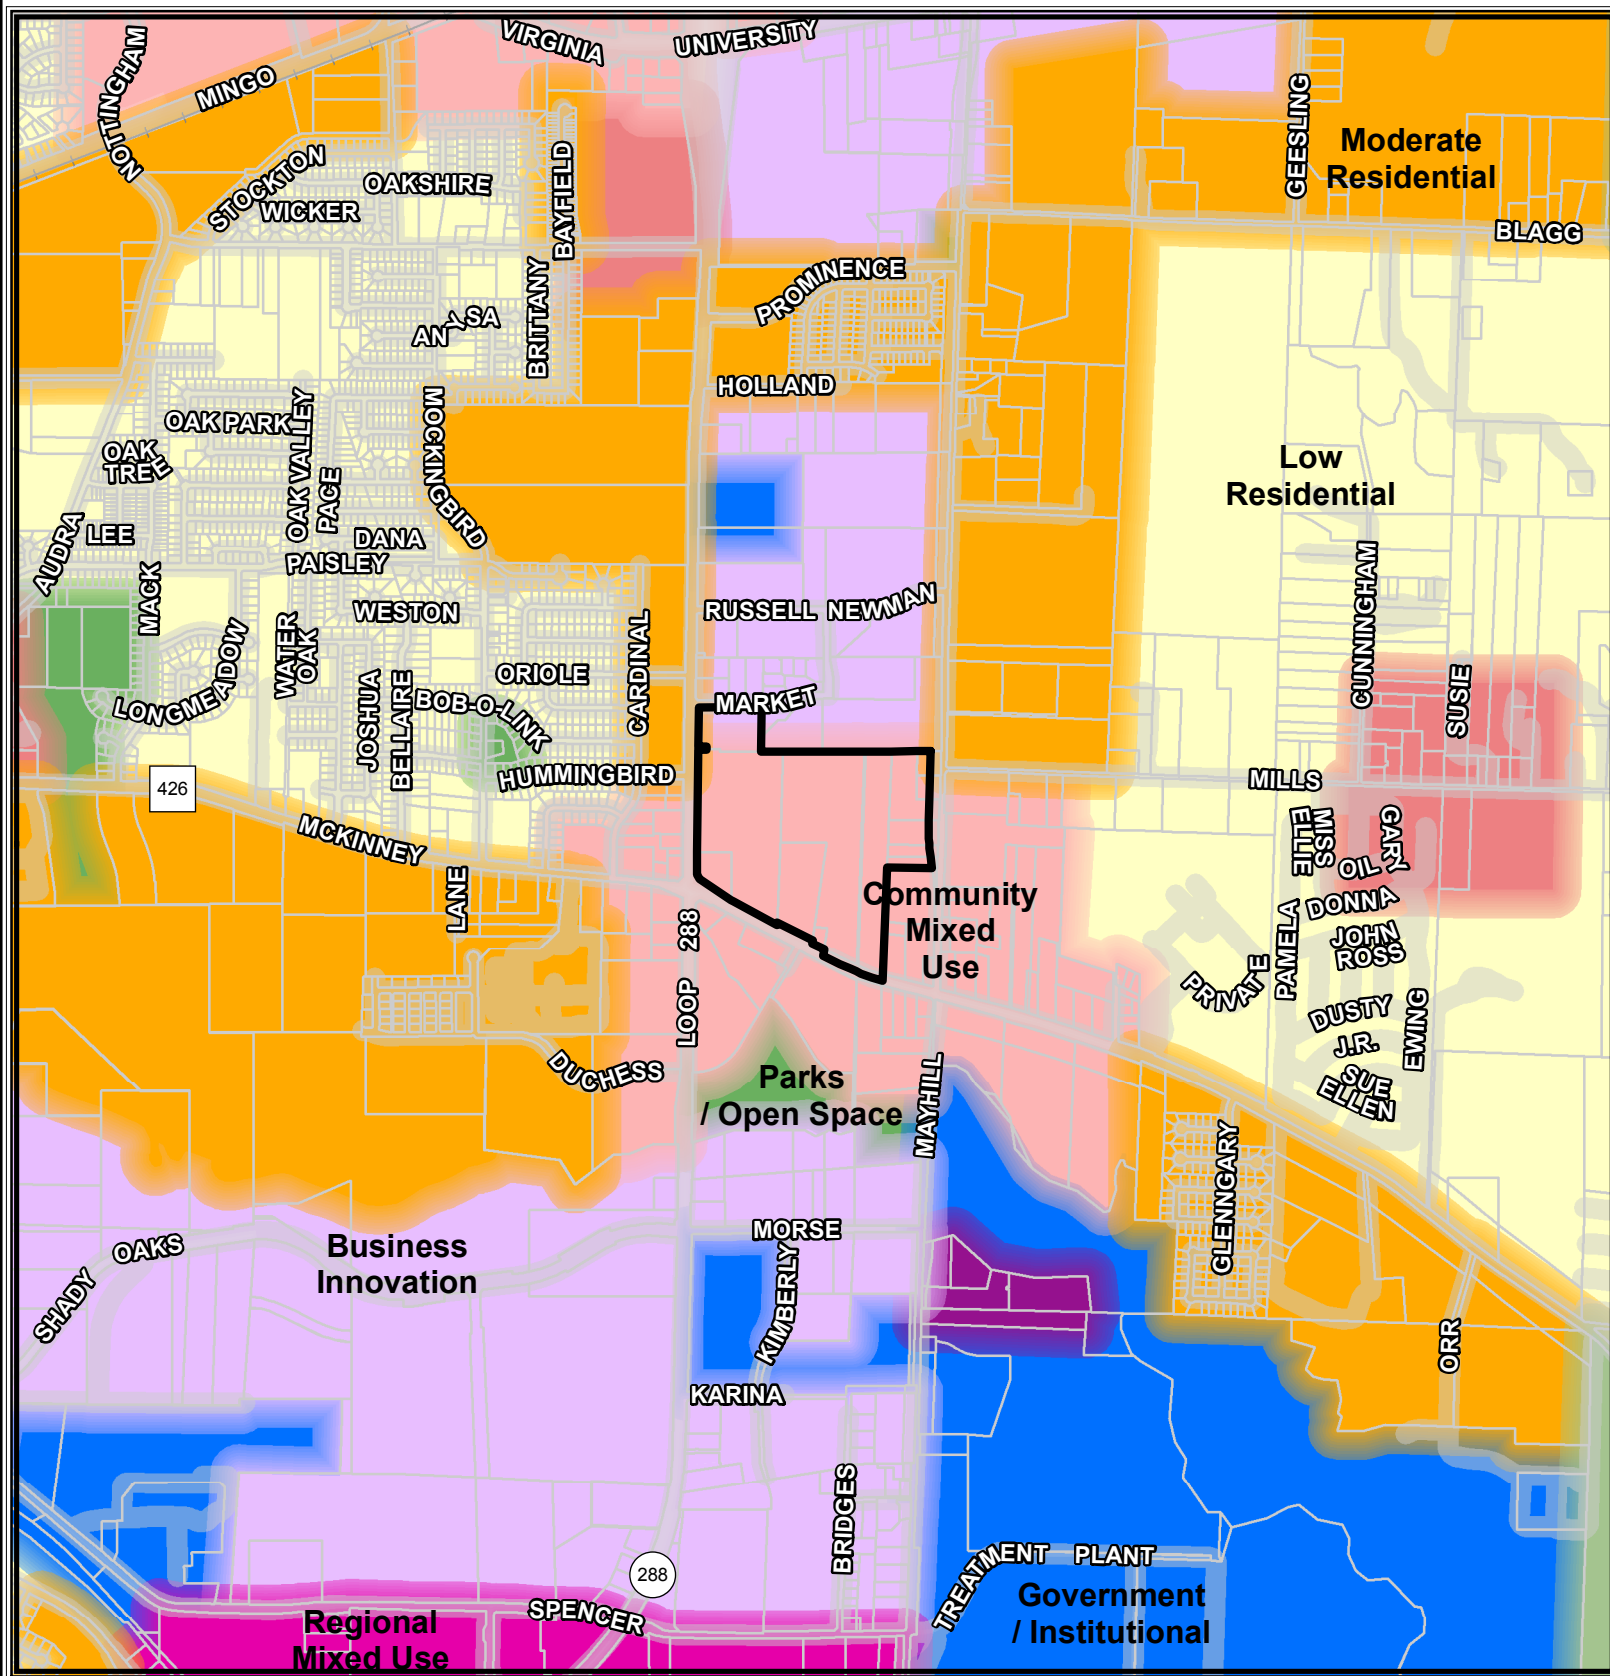 VIRGINIA
UNIVERSITY
NOTTINGHAM
MINGO
GEESLING
Moderate
Residential
STOCKTON
OAKSHIRE
WICKER
BAYFIELD
BLAGG
PROMINENCE
BRITTANY
ANYSA
HOLLAND
OAK PARK
OAK VALLEY
MOCKINGBIRD
OAK
TREE
PACE
Low
Residential
LEE
AUDRA
DANA
PAISLEY
MACK
WESTON
RUSSELL NEWMAN
CUNNINGHAM
WATER
OAK
CARDINAL
LONGMEADOW
JOSHUA
BELLAIRE
ORIOLE
BOB-O-LINK
MARKET
SUSIE
HUMMINGBIRD
426
MILLS
MCKINNEY
MISS
ELLIE
GARY
OIL
LANE
Community
Mixed
Use
DONNA
288
PAMELA
JOHN
ROSS
PRIVATE
LOOP
DUSTY
EWING
J.R.
DUCHESS
Parks
/ Open Space
SUE
ELLEN
MAYHILL
GLENNGARY
MORSE
OAKS
SHADY
Business
Innovation
KIMBERLY
ORR
KARINA
BRIDGES
288
TREATMENT PLANT
Government
/ Institutional
SPENCER
Regional
Mixed Use